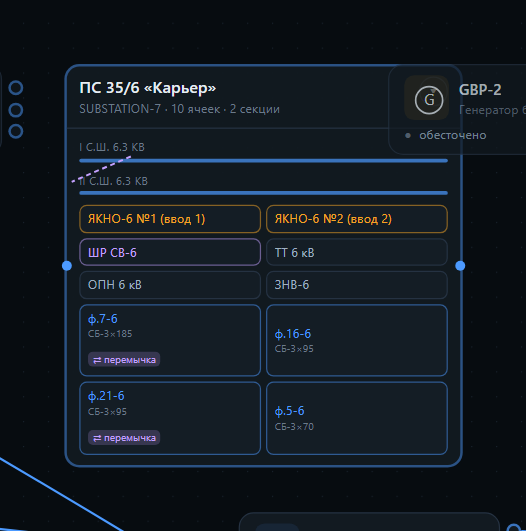 ПС 35/6 «Карьер»
SUBSTATION-7 · 10 ячеек · 2 секции
GBP-2
Генератор
G
обесточено
I С.Ш. 6.3 КВ
II С.Ш. 6.3 КВ
ЯКНО-6 №1 (ввод 1)
ЯКНО-6 №2 (ввод 2)
ШР СВ-6
ТТ 6 кВ
ОПН 6 кВ
ЗНВ-6
ф.7-6
СБ-3×185
⇄ перемычка
ф.16-6
СБ-3×95
ф.21-6
СБ-3×95
⇄ перемычка
ф.5-6
СБ-3×70